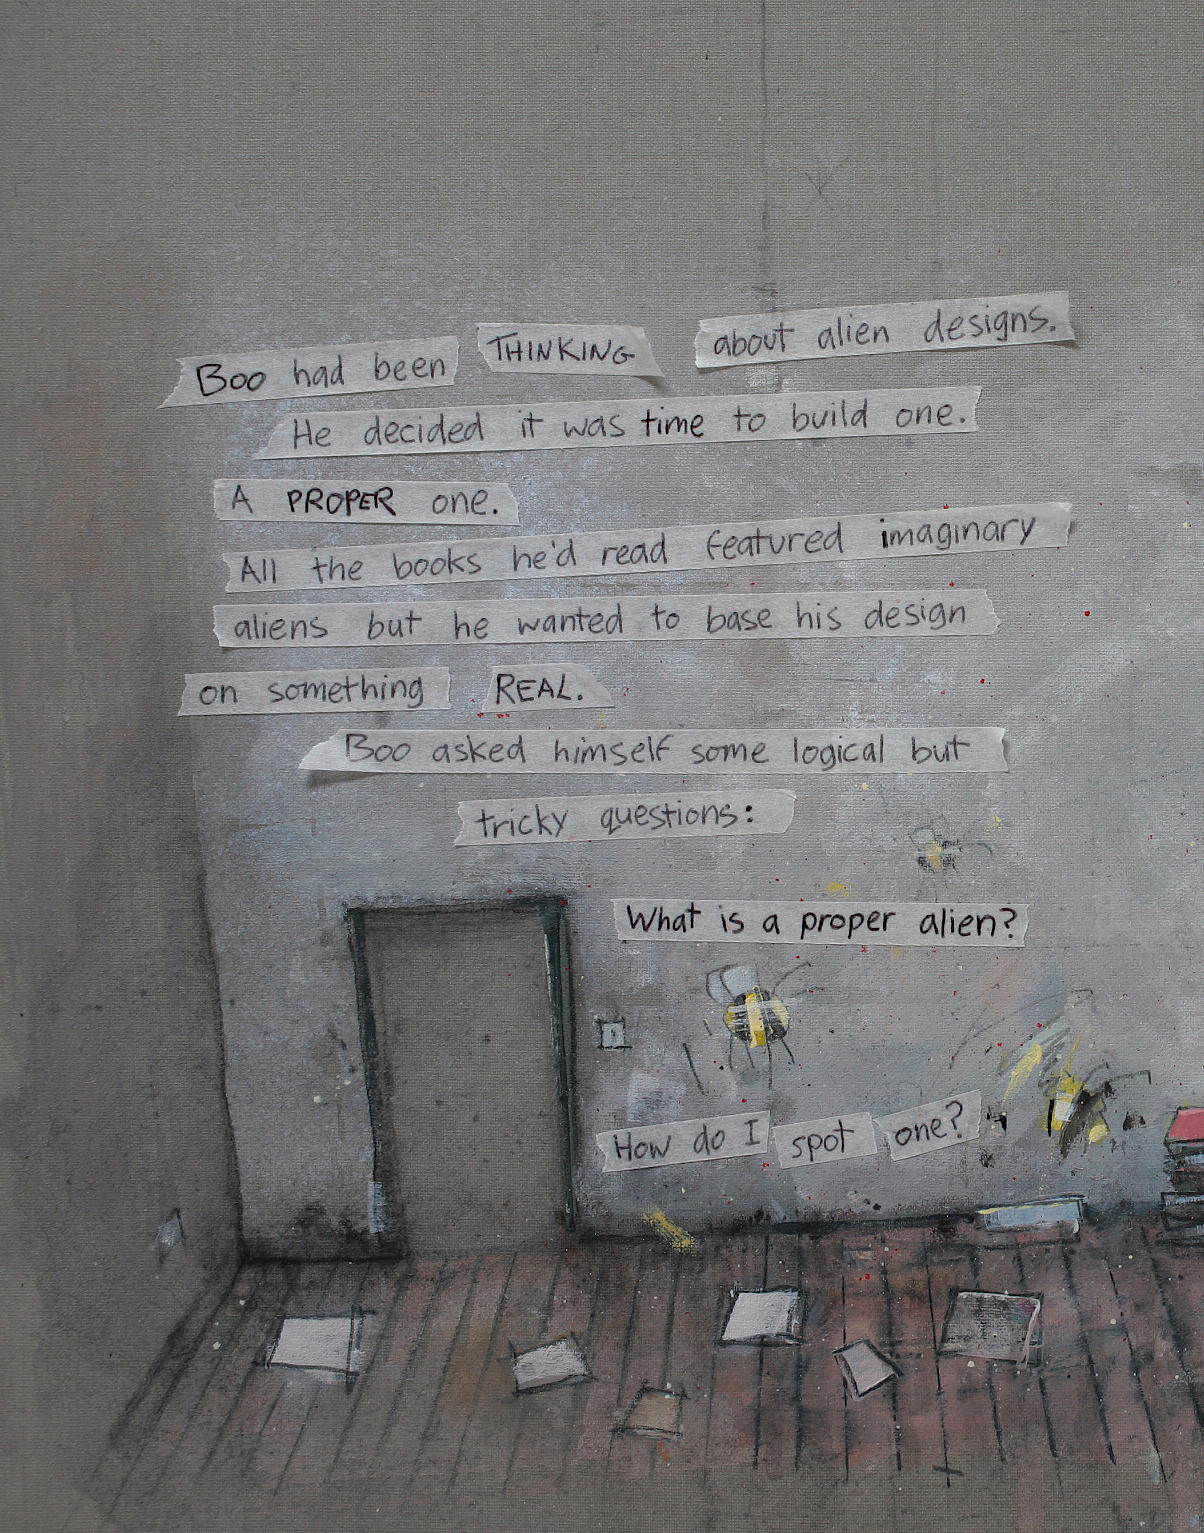 Boo had been THINKING about alien designs.
He decided it was time to build one.
A PROPER one.
All the books he'd read featured imaginary
aliens but he wanted to base his design
on something REAL.
Boo asked himself some logical but
tricky questions:
What is a proper alien?
How do I spot one?